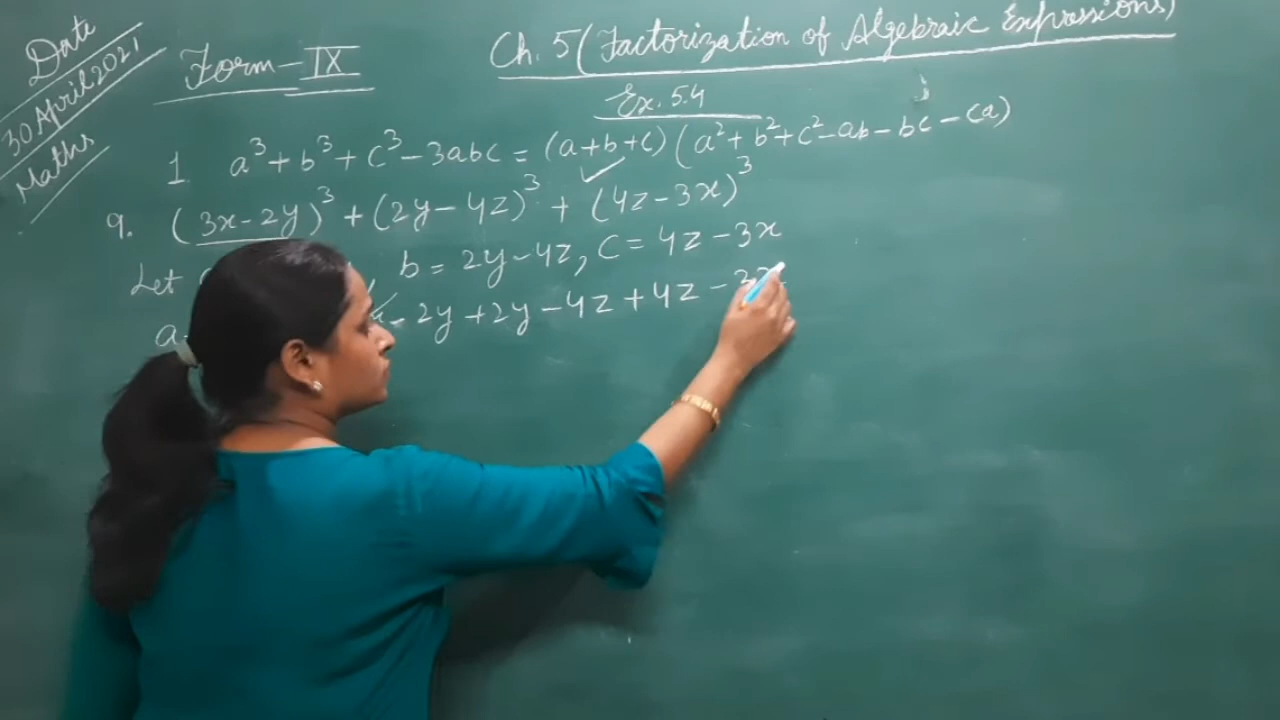 Date
30 April 2021
Maths
Form-IX
Ch. 5 (Factorization of Algebraic Expressions)
Ex. 5.4
1 a³ + b³ + c³ - 3abc = (a+b+c) (a² + b² + c² - ab - bc - ca)
9. (3x-2y)³ + (2y-4z)³ + (4z-3x)³
Let b = 2y-4z, c = 4z-3x
a - 2y + 2y - 4z + 4z - 3x